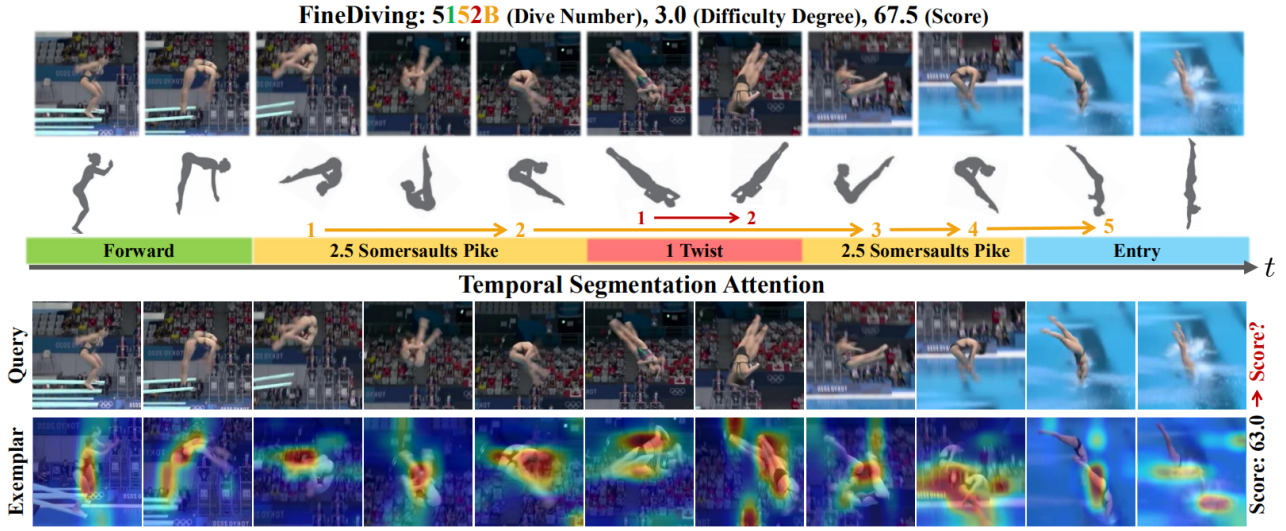 FineDiving: 5152B (Dive Number), 3.0 (Difficulty Degree), 67.5 (Score)
1 2
1 2 3 4 5
Forward 2.5 Somersaults Pike 1 Twist 2.5 Somersaults Pike Entry
t
Temporal Segmentation Attention
Query
Score: 63.0 → Score?
Exemplar